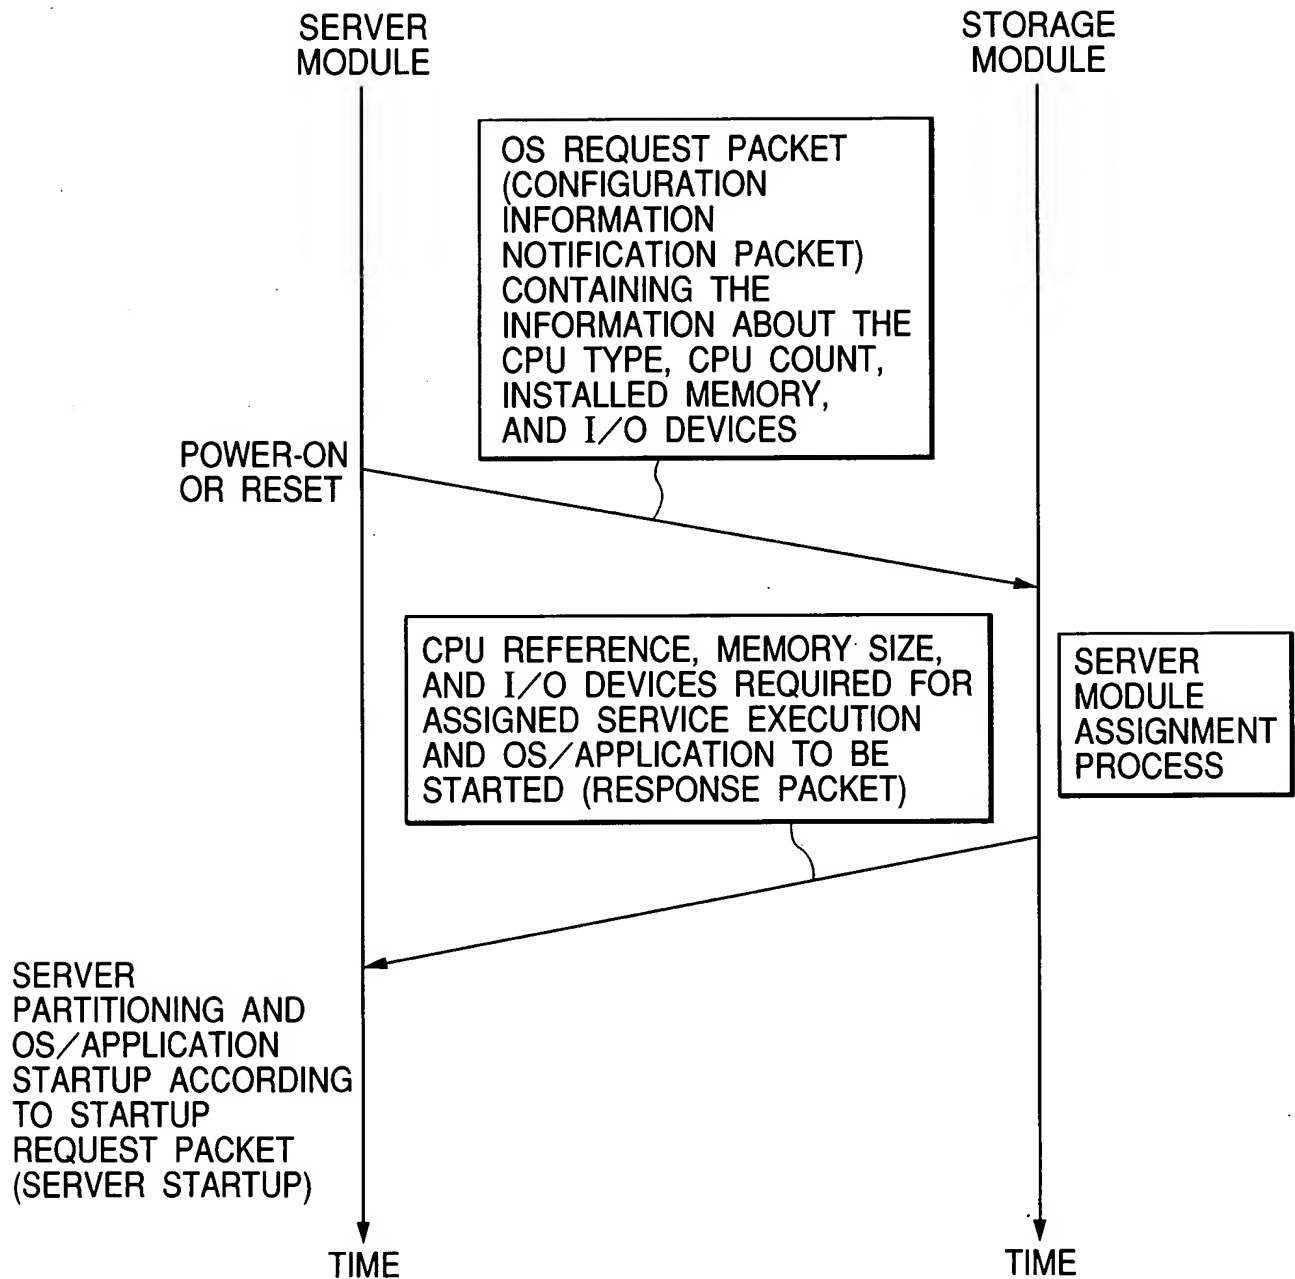 SERVER
MODULE
STORAGE
MODULE
OS REQUEST PACKET
(CONFIGURATION
INFORMATION
NOTIFICATION PACKET)
CONTAINING THE
INFORMATION ABOUT THE
CPU TYPE, CPU COUNT,
INSTALLED MEMORY,
AND I/O DEVICES
POWER-ON
OR RESET
CPU REFERENCE, MEMORY SIZE,
AND I/O DEVICES REQUIRED FOR
ASSIGNED SERVICE EXECUTION
AND OS/APPLICATION TO BE
STARTED (RESPONSE PACKET)
SERVER
MODULE
ASSIGNMENT
PROCESS
SERVER
PARTITIONING AND
OS/APPLICATION
STARTUP ACCORDING
TO STARTUP
REQUEST PACKET
(SERVER STARTUP)
TIME
TIME